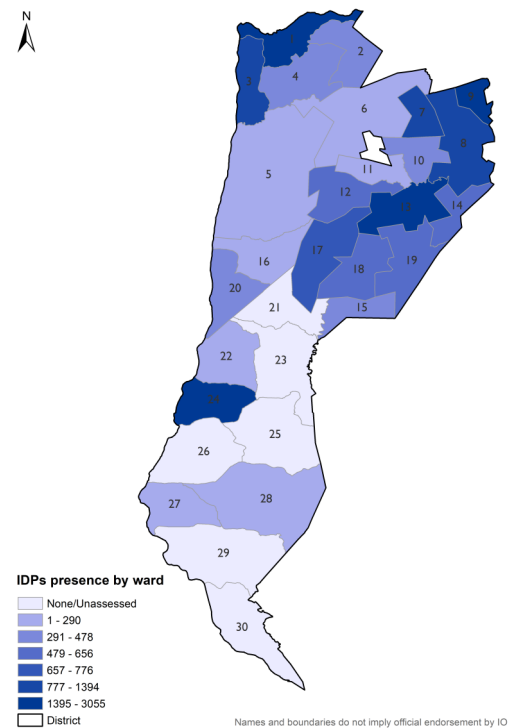 N
2
3
4
6
7
8
10
11
5
12
14
17
16
18
19
20
15
21
22
23
25
26
27
28
29
30
IDPs presence by ward
None/Unassessed
1 - 290
291 - 478
479 - 656
657 - 776
777 - 1394
1395 - 3055
District
Names and boundaries do not imply official endorsement by IO